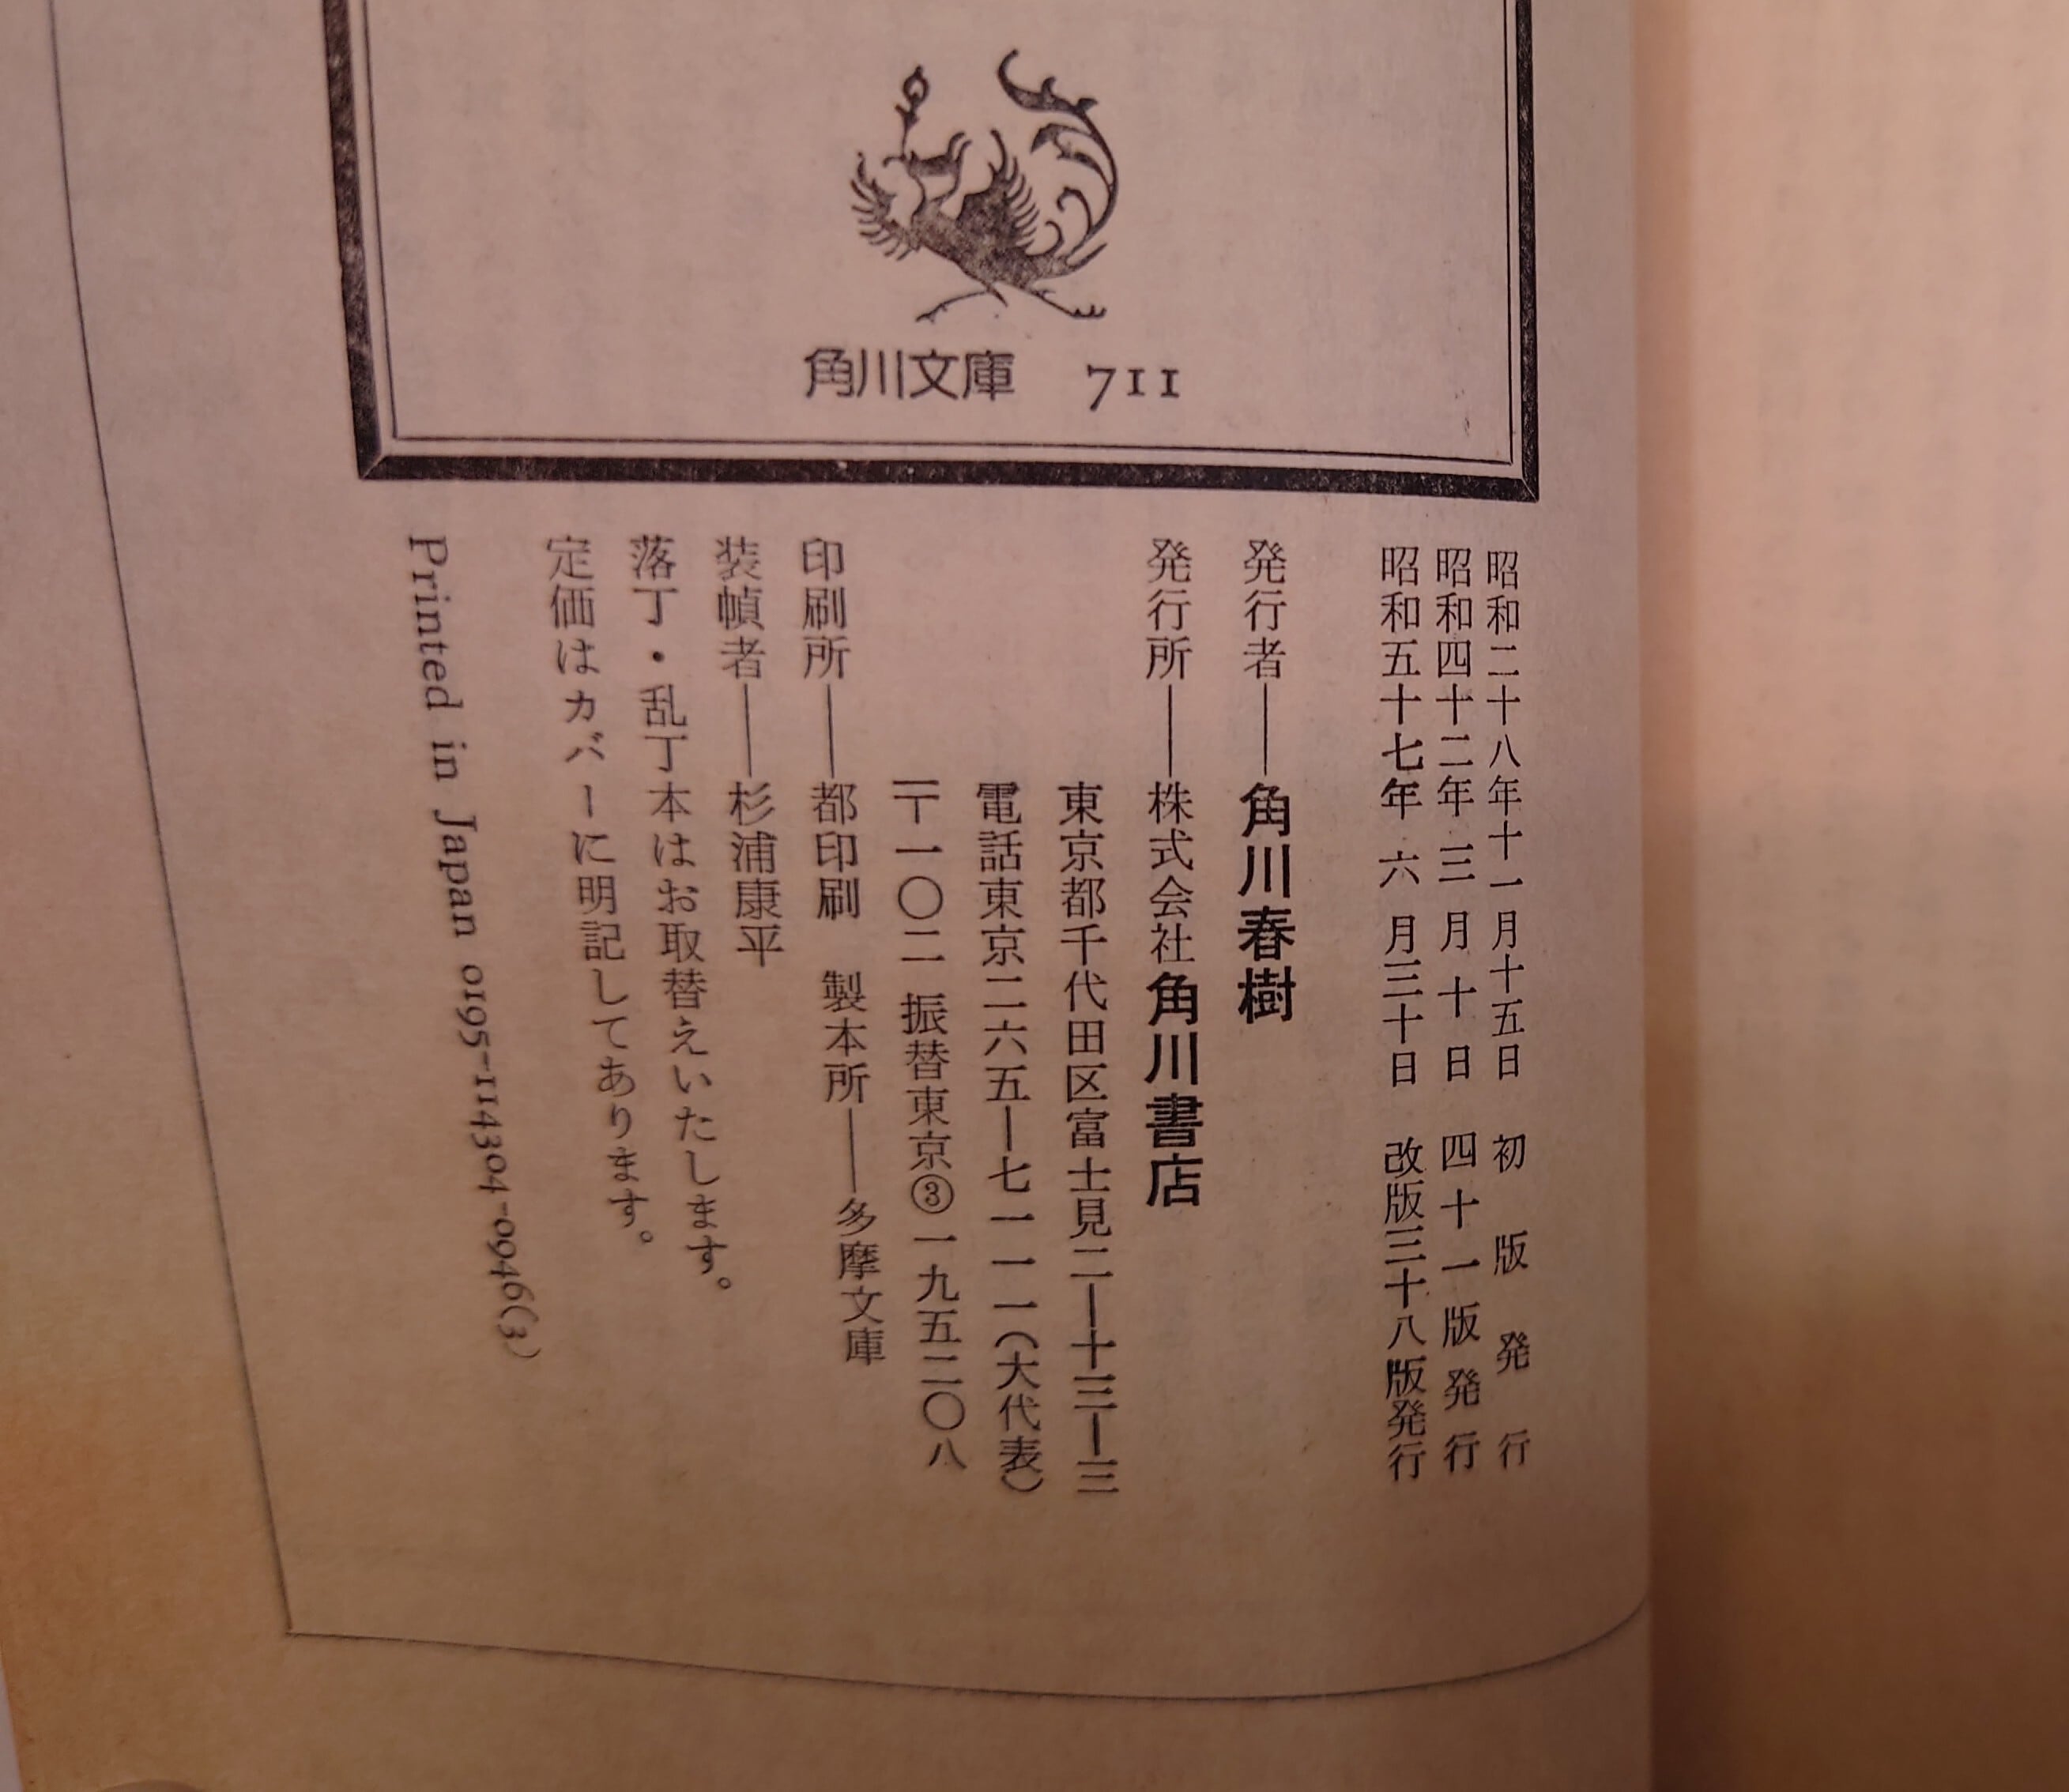 角川文庫 711
昭和二十八年十一月十五日 初版発行
昭和四十二年三月十日 四十一版発行
昭和五十七年六月三十日 改版三十八版発行
発行者――角川春樹
発行所――株式会社角川書店
東京都千代田区富士見二―十三―三
電話東京二六五―七一一一(大代表)
〒一〇二 振替東京③一九五二〇八
印刷所――都印刷 製本所――多摩文庫
装幀者――杉浦康平
落丁・乱丁本はお取替えいたします。
定価はカバーに明記してあります。
Printed in Japan 0195-114304-0946(3)